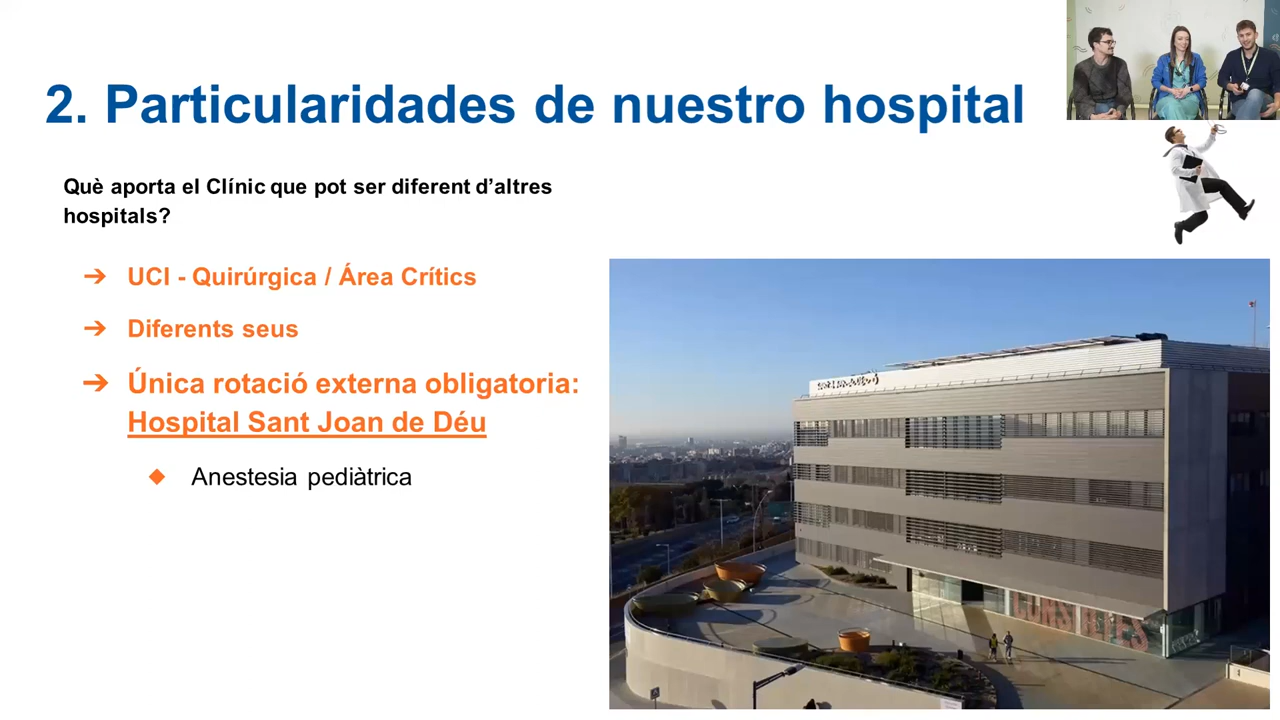 2. Particularidades de nuestro hospital
Què aporta el Clínic que pot ser diferent d'altres
hospitals?
➔ UCI - Quirúrgica / Área Crítics
➔ Diferents seus
➔ Única rotació externa obligatoria:
Hospital Sant Joan de Déu
◆ Anestesia pediàtrica
CONSULTES